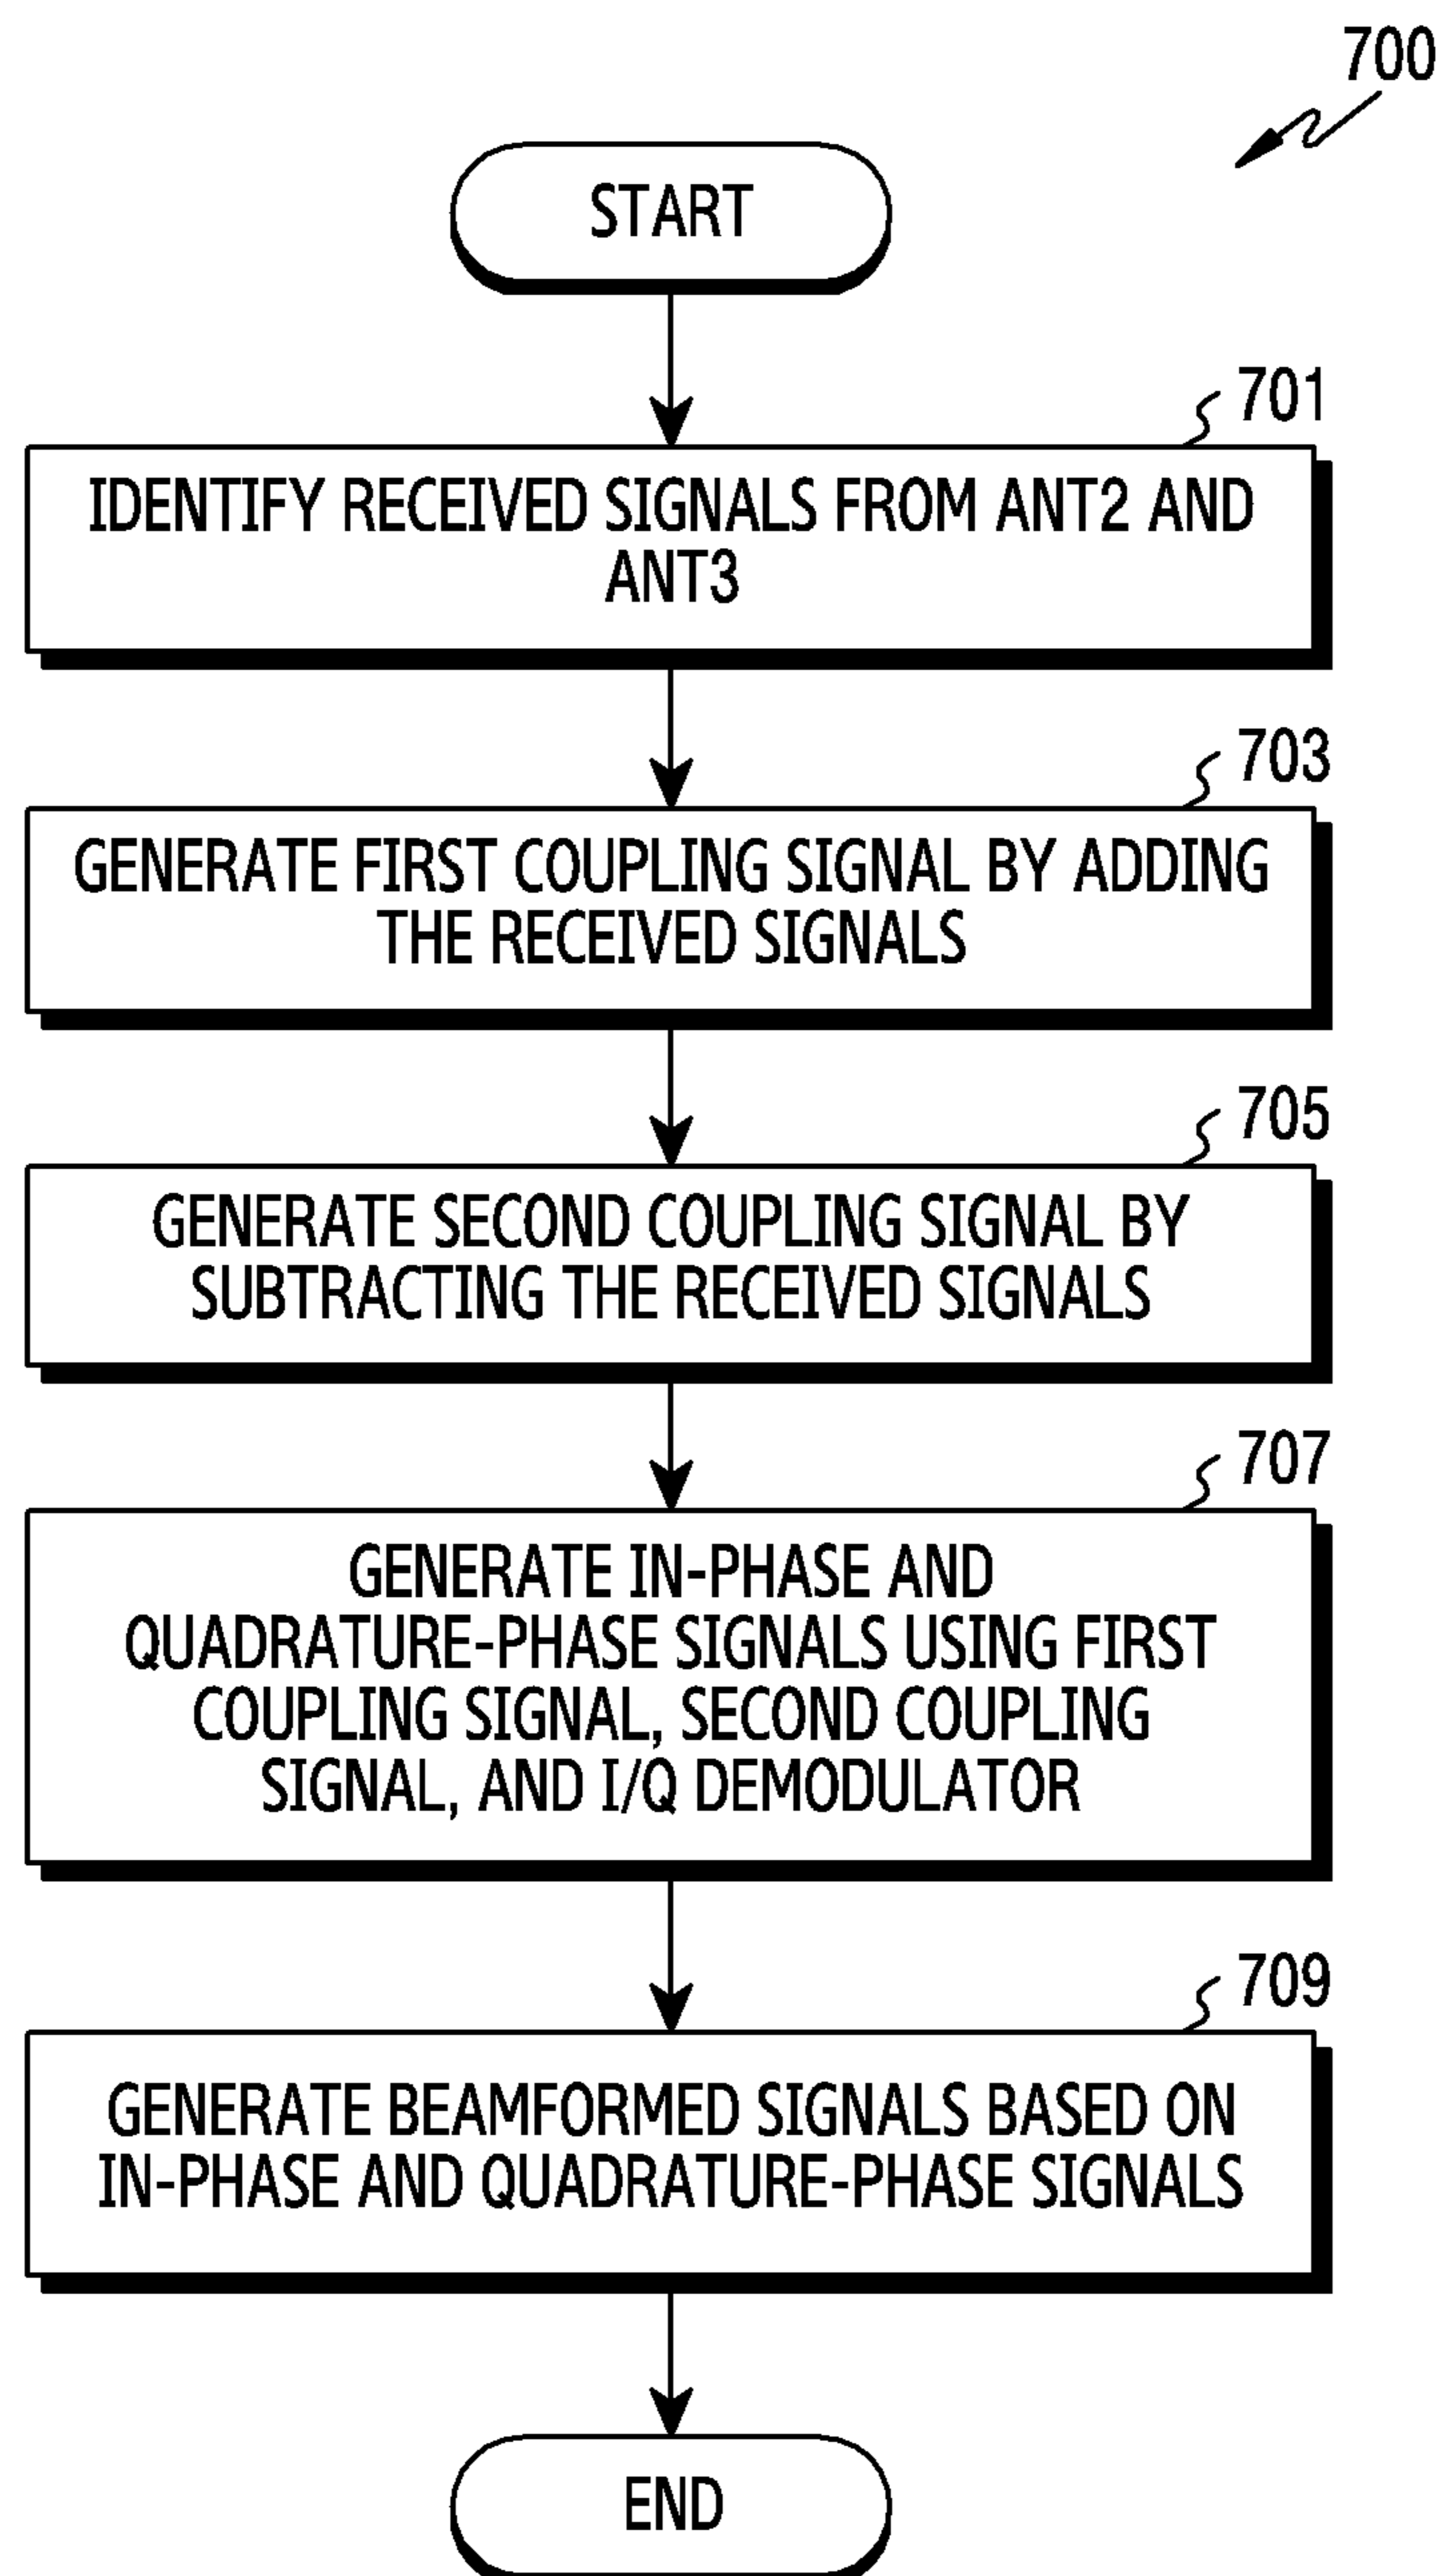 700
START
701
IDENTIFY RECEIVED SIGNALS FROM ANT2 AND
ANT3
703
GENERATE FIRST COUPLING SIGNAL BY ADDING
THE RECEIVED SIGNALS
705
GENERATE SECOND COUPLING SIGNAL BY
SUBTRACTING THE RECEIVED SIGNALS
707
GENERATE IN-PHASE AND
QUADRATURE-PHASE SIGNALS USING FIRST
COUPLING SIGNAL, SECOND COUPLING
SIGNAL, AND I/Q DEMODULATOR
709
GENERATE BEAMFORMED SIGNALS BASED ON
IN-PHASE AND QUADRATURE-PHASE SIGNALS
END